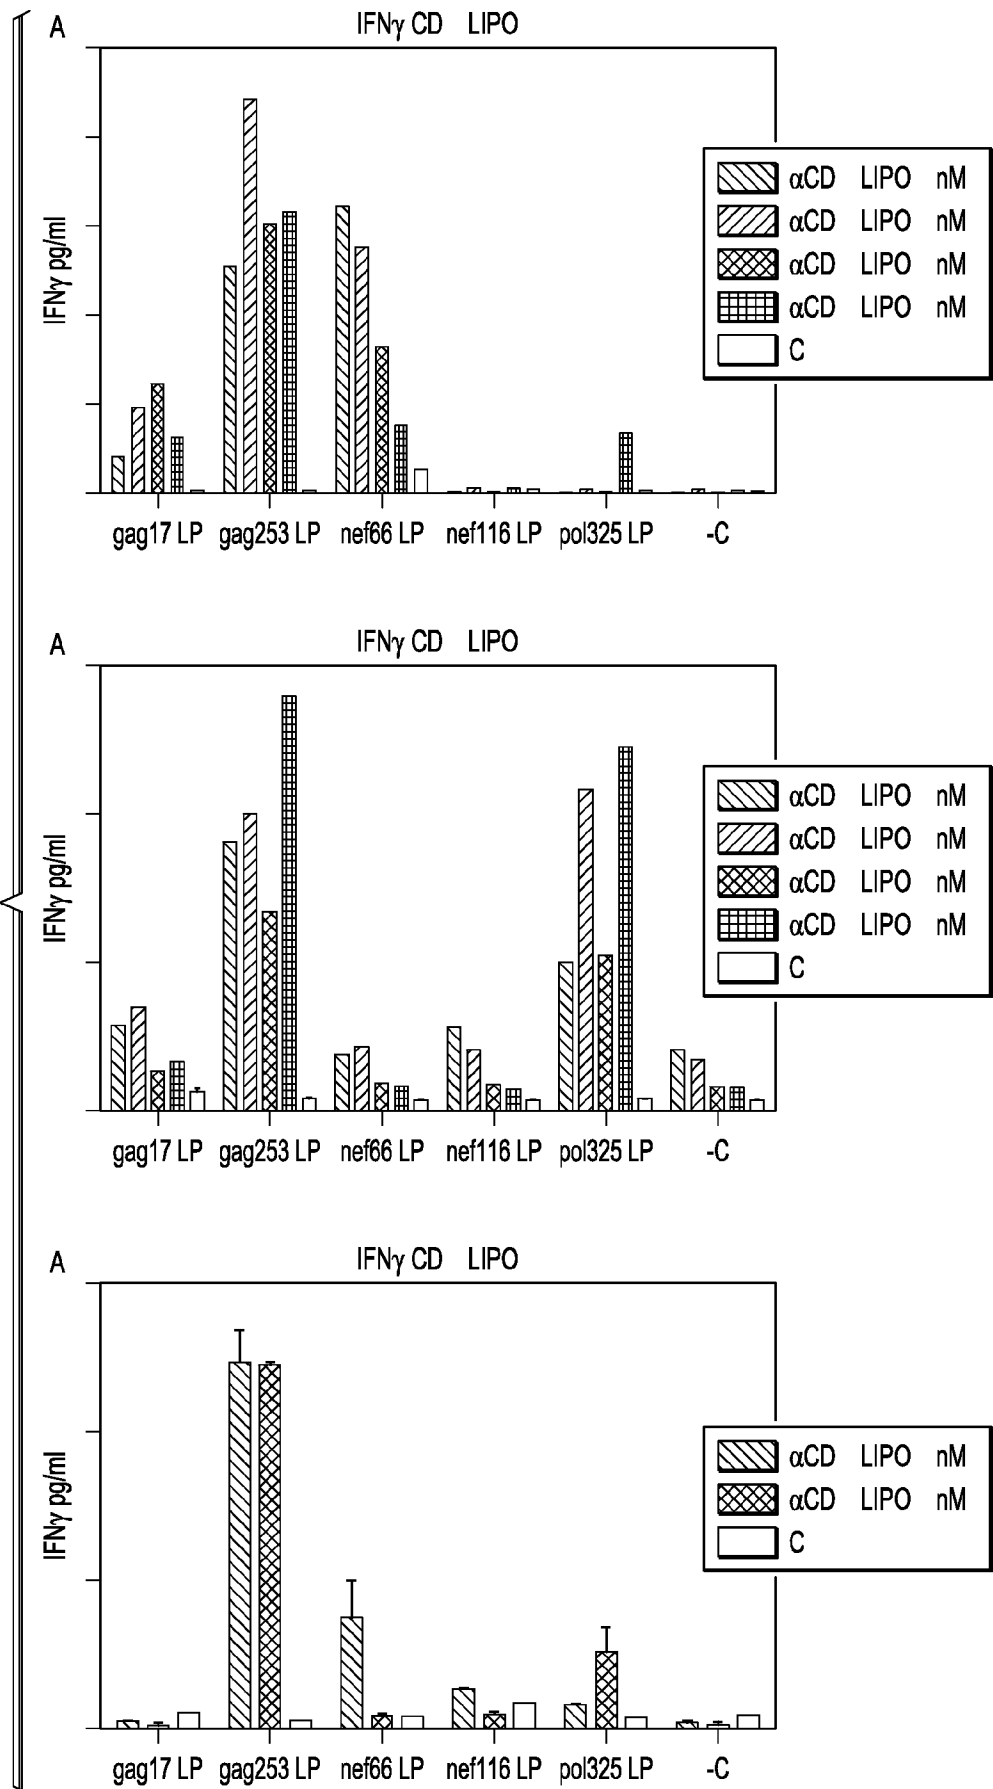 A IFNγ CD LIPO
IFNγ pg/ml
αCD LIPO nM
αCD LIPO nM
αCD LIPO nM
αCD LIPO nM
C
gag17 LP gag253 LP nef66 LP nef116 LP pol325 LP -C
A IFNγ CD LIPO
IFNγ pg/ml
αCD LIPO nM
αCD LIPO nM
αCD LIPO nM
αCD LIPO nM
C
gag17 LP gag253 LP nef66 LP nef116 LP pol325 LP -C
A IFNγ CD LIPO
IFNγ pg/ml
αCD LIPO nM
αCD LIPO nM
C
gag17 LP gag253 LP nef66 LP nef116 LP pol325 LP -C